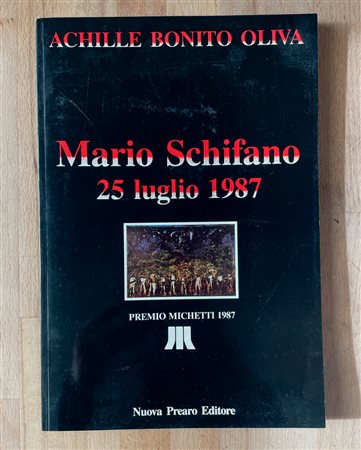 ACHILLE BONITO OLIVA
Mario Schifano
25 luglio 1987
PREMIO MICHETTI 1987
Nuova Prearo Editore